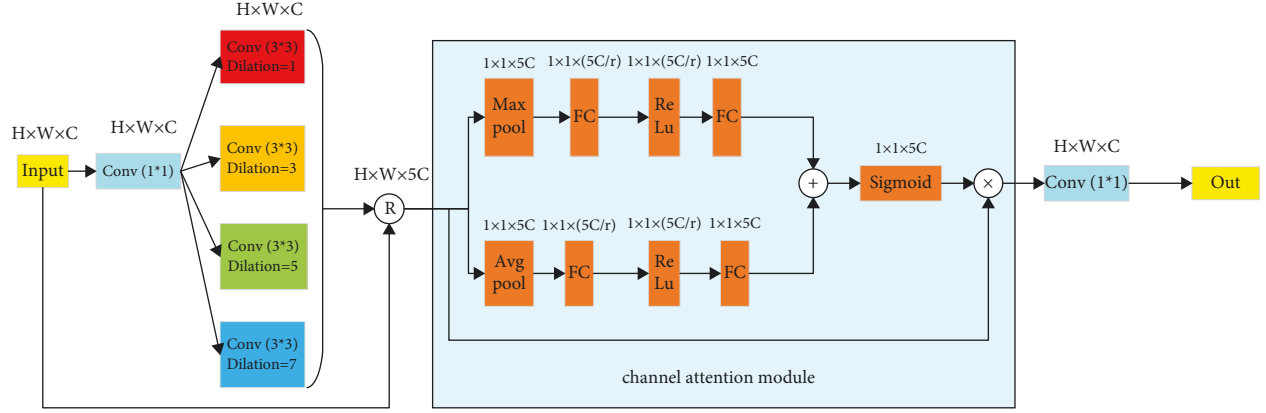 H×W×C
Conv (3*3)
Dilation=1
H×W×C
Input
H×W×C
Conv (1*1)
Conv (3*3)
Dilation=3
Conv (3*3)
Dilation=5
Conv (3*3)
Dilation=7
H×W×5C
R
1×1×5C
Max
pool
1×1×(5C/r)
FC
1×1×(5C/r)
Re
Lu
1×1×5C
FC
1×1×5C
Avg
pool
1×1×(5C/r)
FC
1×1×(5C/r)
Re
Lu
1×1×5C
FC
+
1×1×5C
Sigmoid
×
channel attention module
H×W×C
Conv (1*1)
Out